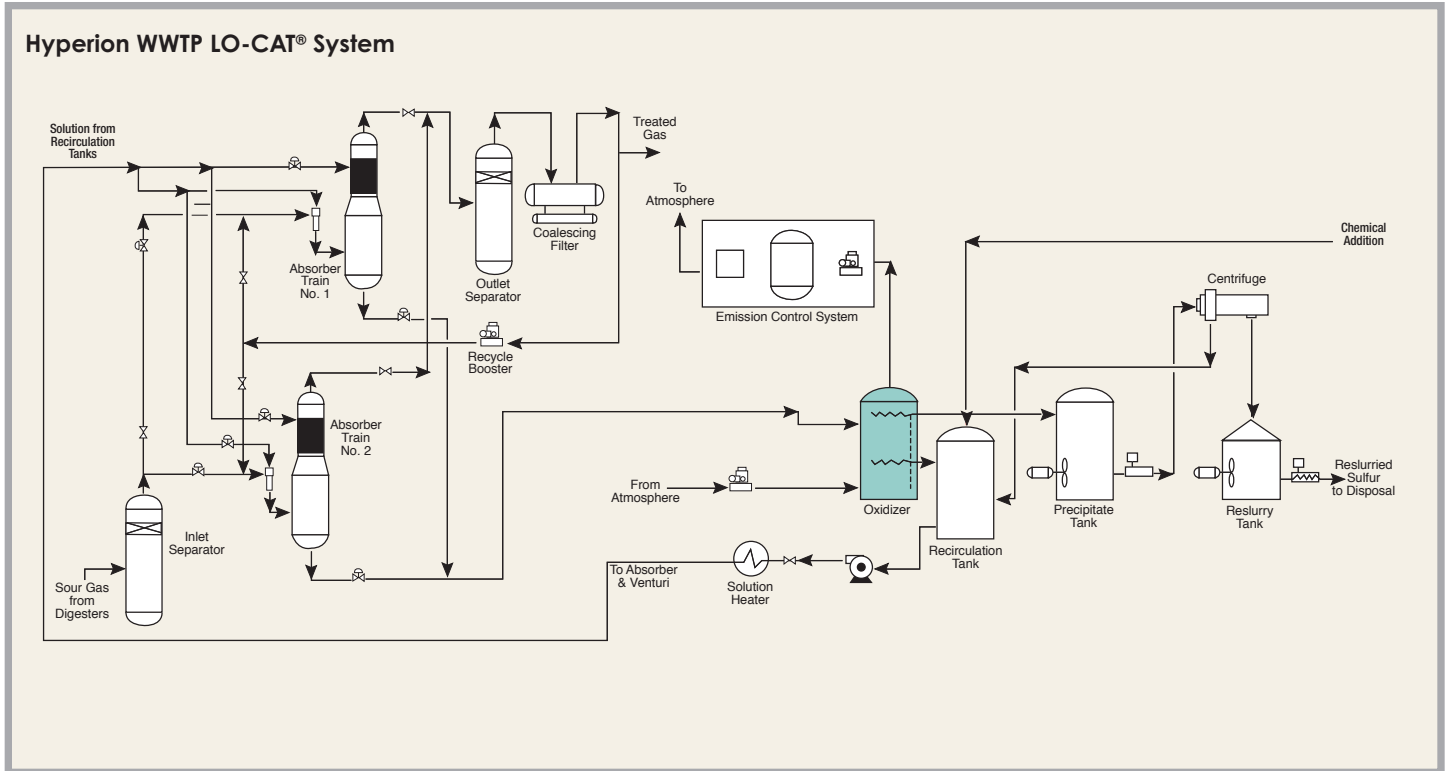 Hyperion WWTP LO-CAT® System
Solution from
Recirculation
Tanks
Treated
Gas
To
Atmosphere
Chemical
Addition
Coalescing
Filter
Absorber
Train
No. 1
Outlet
Separator
Centrifuge
Emission Control System
Recycle
Booster
Absorber
Train
No. 2
From
Atmosphere
Oxidizer
Precipitate
Tank
Reslurry
Tank
Reslurried
Sulfur
to Disposal
Inlet
Separator
Recirculation
Tank
To Absorber
& Venturi
Solution
Heater
Sour Gas
from
Digesters